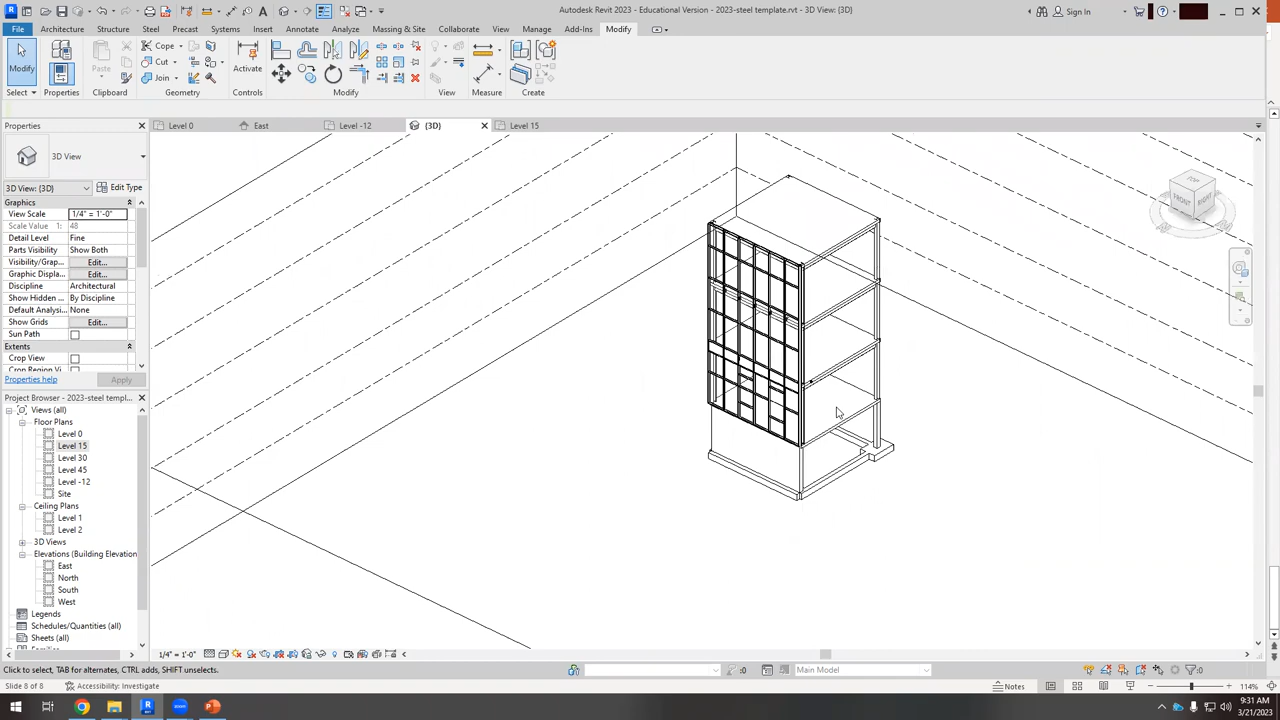 Autodesk Revit 2023 - Educational Version - 2023-steel template.rvt - 3D View: {3D}
Sign In
File Architecture Structure Steel Precast Systems Insert Annotate Analyze Massing & Site Collaborate View Manage Add-Ins Modify
Modify Paste Cope Cut Join Activate
Select Properties Clipboard Geometry Controls Modify View Measure Create
Properties
Level 0 East Level -12 {3D} Level 15
3D View
3D View: {3D} Edit Type
Graphics
View Scale 1/4" = 1'-0"
Scale Value 1: 48
Detail Level Fine
Parts Visibility Show Both
Visibility/Grap... Edit...
Graphic Displa... Edit...
Discipline Architectural
Show Hidden ... By Discipline
Default Analysi... None
Show Grids Edit...
Sun Path
Extents
Crop View
Crop Region Vi
Properties help Apply
Project Browser - 2023-steel templ...
Views (all)
Floor Plans
Level 0
Level 15
Level 30
Level 45
Level -12
Site
Ceiling Plans
Level 1
Level 2
3D Views
Elevations (Building Elevation
East
North
South
West
Legends
Schedules/Quantities (all)
Sheets (all)
TOP
FRONT RIGHT
1/4" = 1'-0"
Click to select, TAB for alternates, CTRL adds, SHIFT unselects.
:0 Main Model :0
Slide 8 of 8 Accessibility: Investigate Notes 114%
9:31 AM
3/21/2023